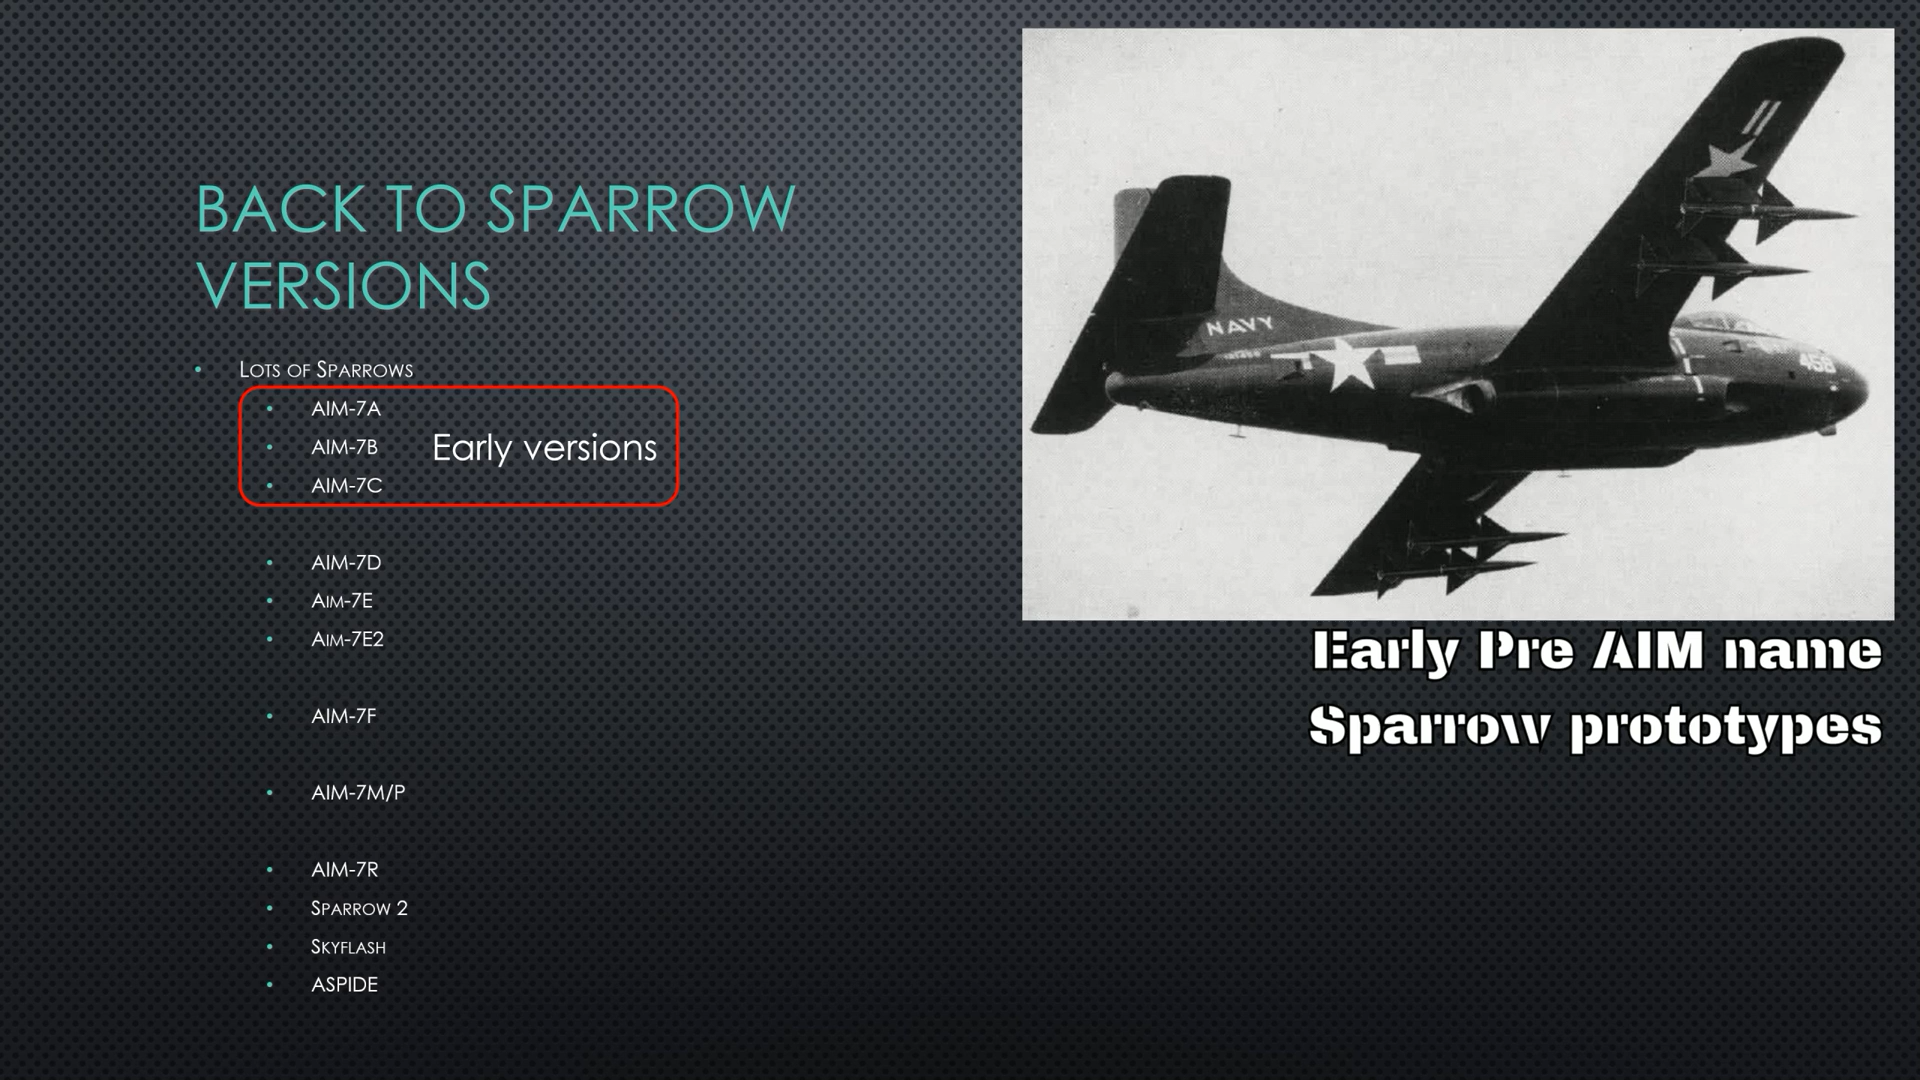 BACK TO SPARROW
VERSIONS
• LOTS OF SPARROWS
• AIM-7A
• AIM-7B
Early versions
• AIM-7C
• AIM-7D
• AIM-7E
• AIM-7E2
• AIM-7F
• AIM-7M/P
• AIM-7R
• SPARROW 2
• SKYFLASH
• ASPIDE
NAVY
458
Early Pre AIM name
Sparrow prototypes